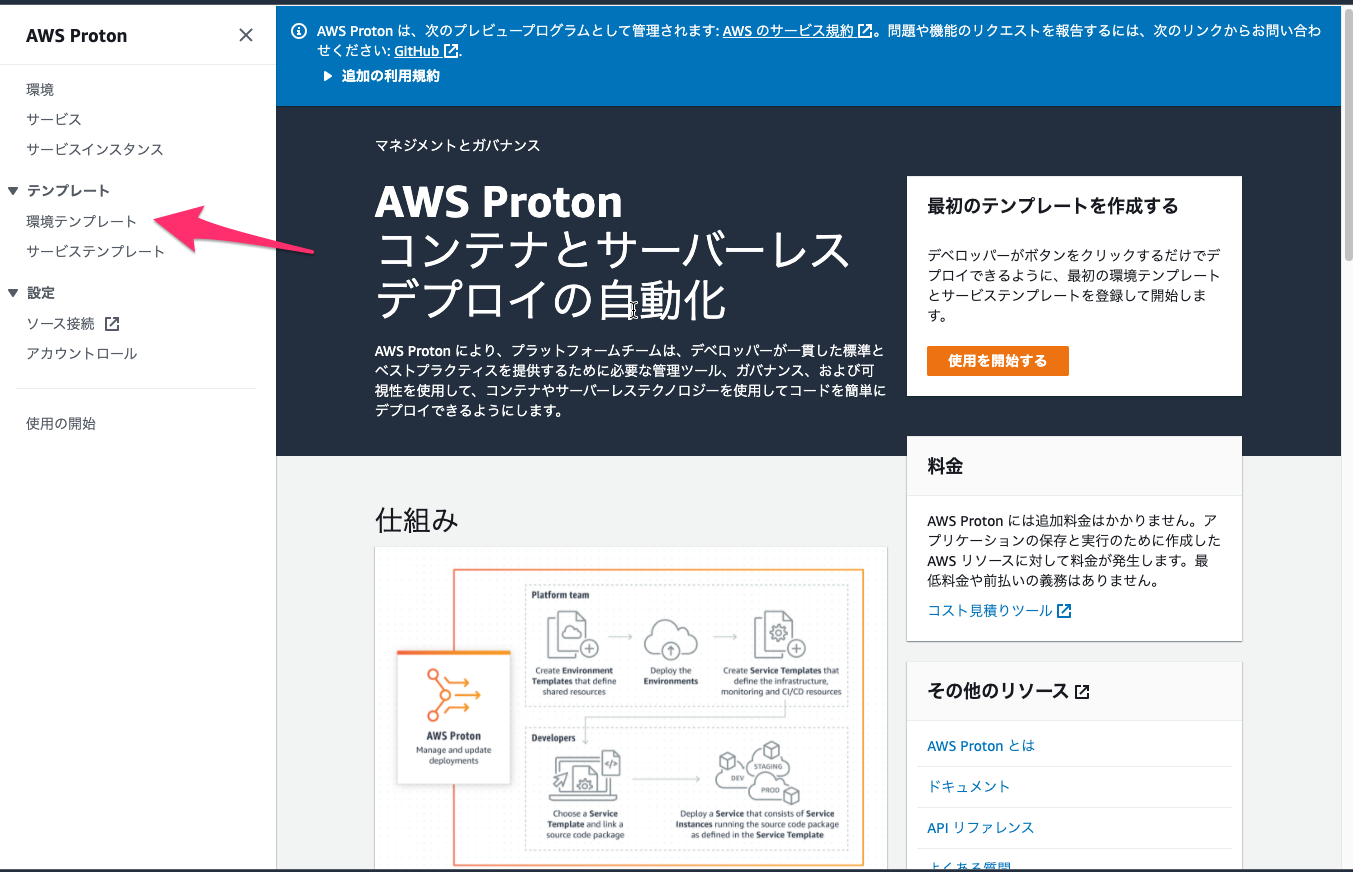 AWS Proton
環境
サービス
サービスインスタンス
テンプレート
環境テンプレート
サービステンプレート
設定
ソース接続
アカウントロール
使用の開始
AWS Proton は、次のプレビュープログラムとして管理されます: AWS のサービス規約 。問題や機能のリクエストを報告するには、次のリンクからお問い合わ
せください: GitHub .
追加の利用規約
マネジメントとガバナンス
AWS Proton
コンテナとサーバーレス
デプロイの自動化
AWS Proton により、プラットフォームチームは、デベロッパーが一貫した標準と
ベストプラクティスを提供するために必要な管理ツール、ガバナンス、および可
視性を使用して、コンテナやサーバーレステクノロジーを使用してコードを簡単に
デプロイできるようにします。
最初のテンプレートを作成する
デベロッパーがボタンをクリックするだけでデ
プロイできるように、最初の環境テンプレート
とサービステンプレートを登録して開始しま
す。
使用を開始する
料金
AWS Proton には追加料金はかかりません。ア
プリケーションの保存と実行のために作成した
AWS リソースに対して料金が発生します。最
低料金や前払いの義務はありません。
コスト見積りツール
その他のリソース
AWS Proton とは
ドキュメント
API リファレンス
よくある質問
仕組み
AWS Proton
Manage and update
deployments
Platform team
Create Environment
Templates that define
shared resources
Deploy the
Environments
Create Service Templates that
define the infrastructure,
monitoring and CI/CD resources
Developers
</>
Choose a Service
Template and link a
source code package
DEV
STAGING
PROD
Deploy a Service that consists of Service
Instances running the source code package
as defined in the Service Template